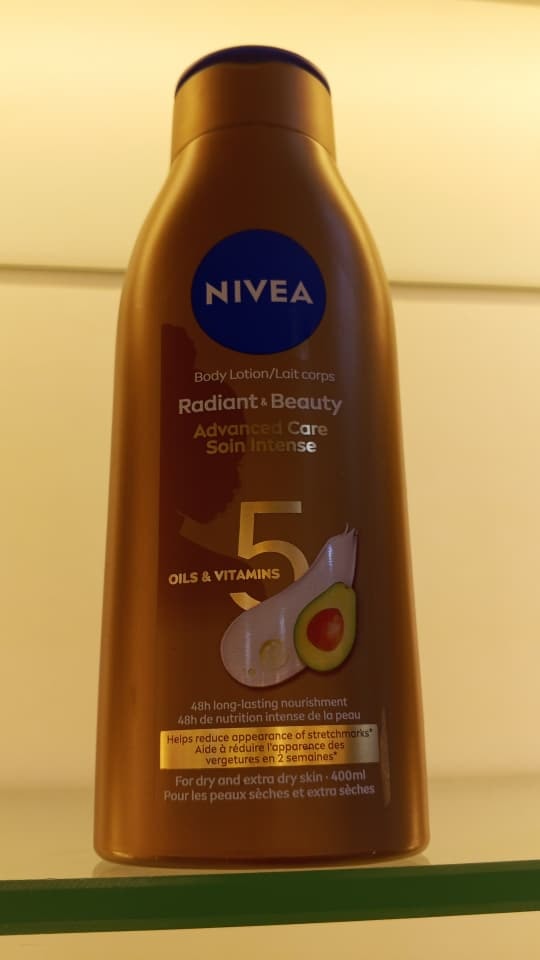 NIVEA
Body Lotion/Lait corps
Radiant & Beauty
Advanced Care
Soin Intense
5
OILS & VITAMINS
48h long-lasting nourishment
48h de nutrition intense de la peau
Helps reduce appearance of stretchmarks*
Aide à réduire l'apparence des
vergetures en 2 semaines*
For dry and extra dry skin · 400ml
Pour les peaux sèches et extra sèches